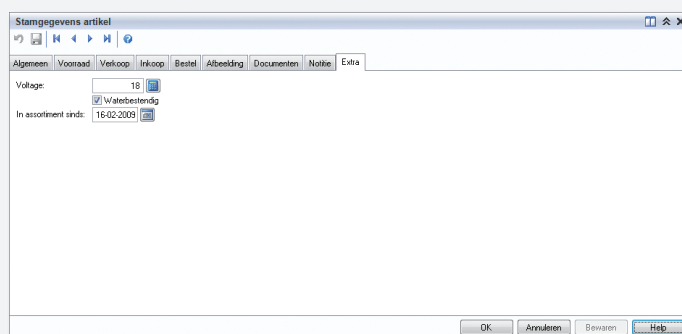 Stamgegevens artikel
Algemeen Voorraad Verkoop Inkoop Bestel Afbeelding Documenten Notitie Extra
Voltage: 18
Waterbestendig
In assortiment sinds: 16-02-2009
OK Annuleren Bewaren Help